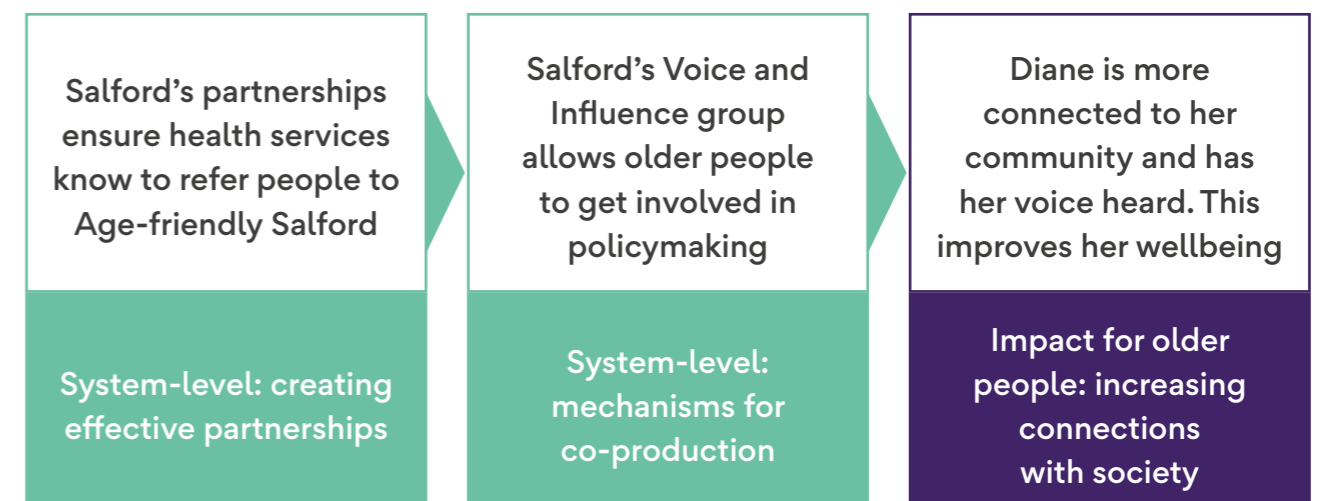 Salford’s partnerships
ensure health services
know to refer people to
Age-friendly Salford
System-level: creating
effective partnerships
Salford’s Voice and
Influence group
allows older people
to get involved in
policymaking
System-level:
mechanisms for
co-production
Diane is more
connected to her
community and has
her voice heard. This
improves her wellbeing
Impact for older
people: increasing
connections
with society